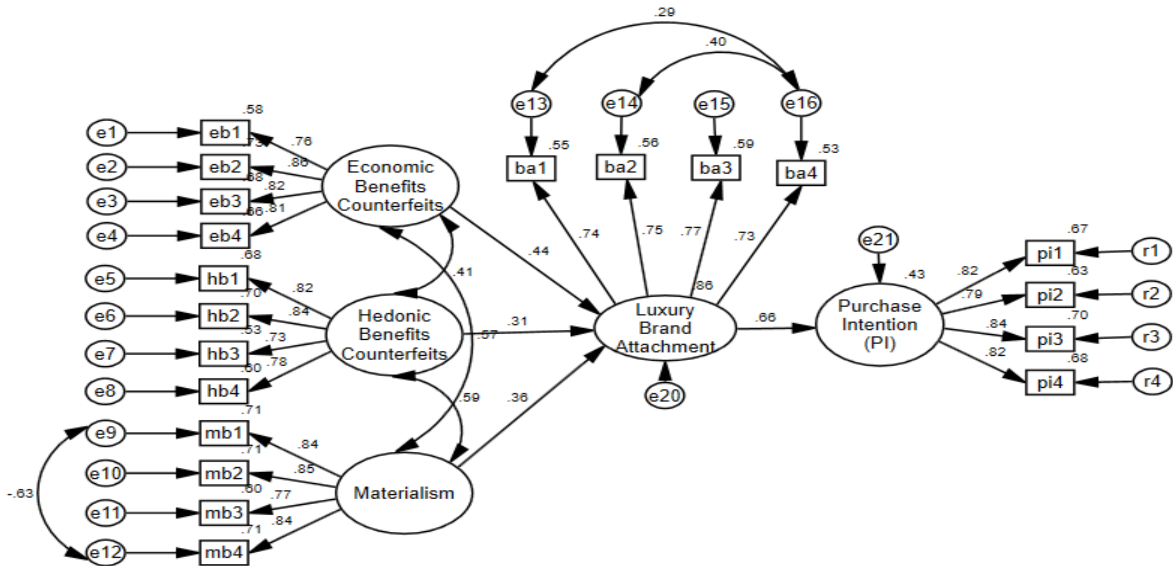 .29
.40
e13
e14
e15
e16
.58
e1
eb1
.76
.55
.56
.59
.53
.73
e2
eb2
.86
ba1
ba2
ba3
ba4
Economic
Benefits
Counterfeits
.68
e3
eb3
.82
.66
.81
e4
eb4
.74
.75
.77
.73
e21
.68
.44
.67
e5
hb1
.82
.41
.43
.82
pi1
r1
.70
.63
e6
hb2
.84
.86
.79
pi2
r2
Hedonic
Benefits
Counterfeits
.31
Luxury
Brand
Attachment
.66
Purchase
Intention
(PI)
.53
.57
.70
e7
hb3
.73
.84
pi3
r3
.60
.78
.68
e8
hb4
.59
.36
e20
.82
pi4
r4
.71
e9
mb1
.84
.71
e10
mb2
.85
Materialism
-.63
.60
e11
mb3
.77
.71
.84
e12
mb4